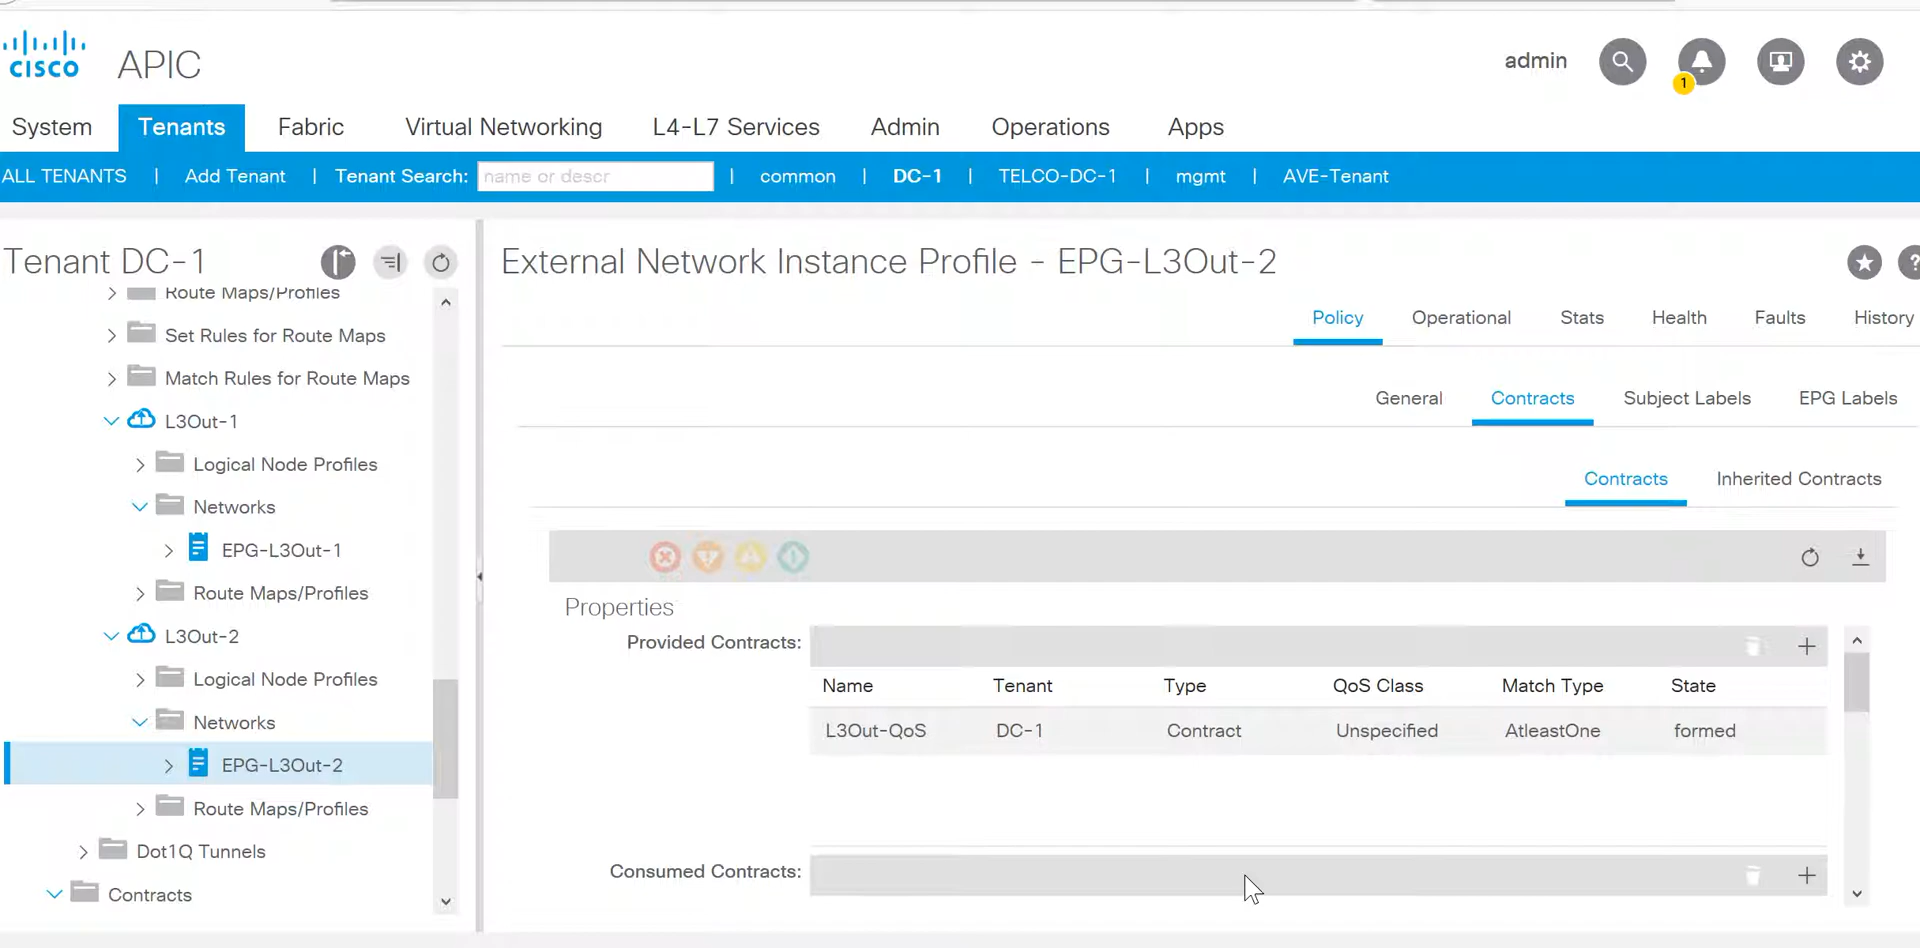 CISCO APIC
admin
1
System Tenants Fabric Virtual Networking L4-L7 Services Admin Operations Apps
ALL TENANTS | Add Tenant | Tenant Search: name or descr | common | DC-1 | TELCO-DC-1 | mgmt | AVE-Tenant
Tenant DC-1
Route Maps/Profiles
Set Rules for Route Maps
Match Rules for Route Maps
L3Out-1
Logical Node Profiles
Networks
EPG-L3Out-1
Route Maps/Profiles
L3Out-2
Logical Node Profiles
Networks
EPG-L3Out-2
Route Maps/Profiles
Dot1Q Tunnels
Contracts
External Network Instance Profile - EPG-L3Out-2
?
Policy Operational Stats Health Faults History
General Contracts Subject Labels EPG Labels
Contracts Inherited Contracts
Properties
Provided Contracts:
Name Tenant Type QoS Class Match Type State
L3Out-QoS DC-1 Contract Unspecified AtleastOne formed
Consumed Contracts: